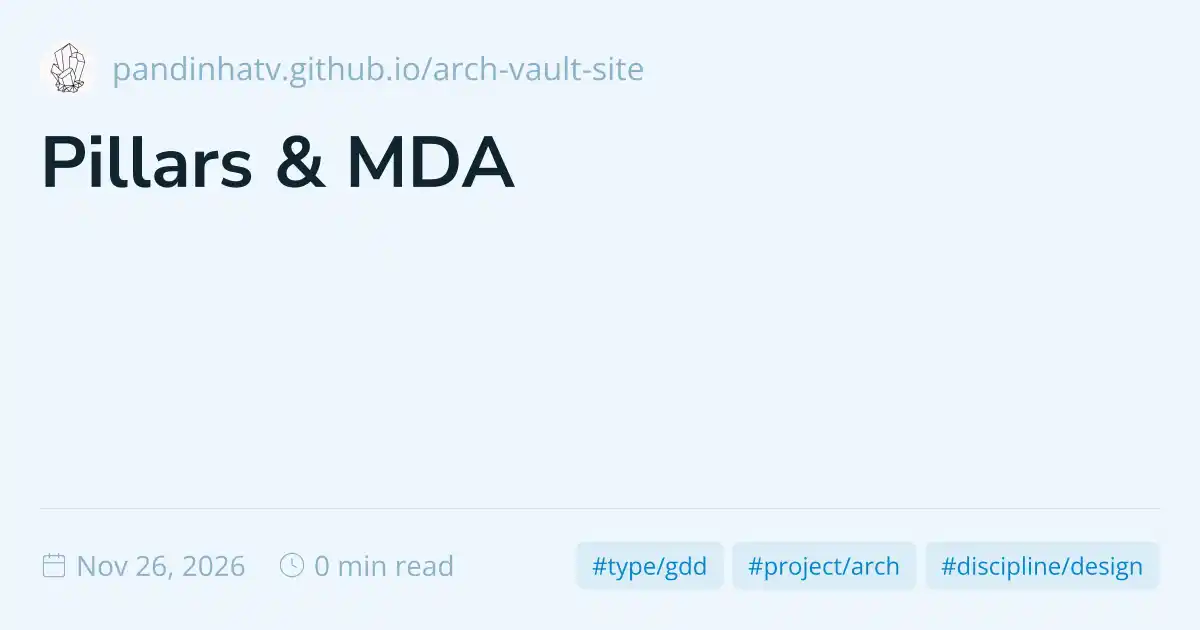 pandinhatv.github.io/arch-vault-site
Pillars & MDA
Nov 26, 2026 0 min read #type/gdd #project/arch #discipline/design